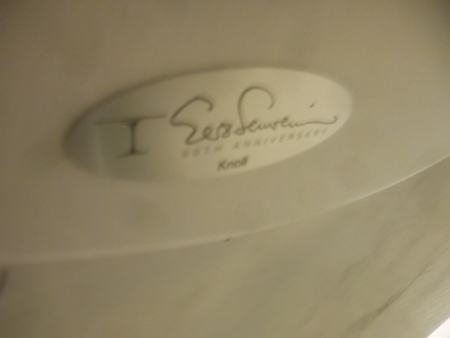 Eero Saarinen
50TH ANNIVERSARY
Knoll